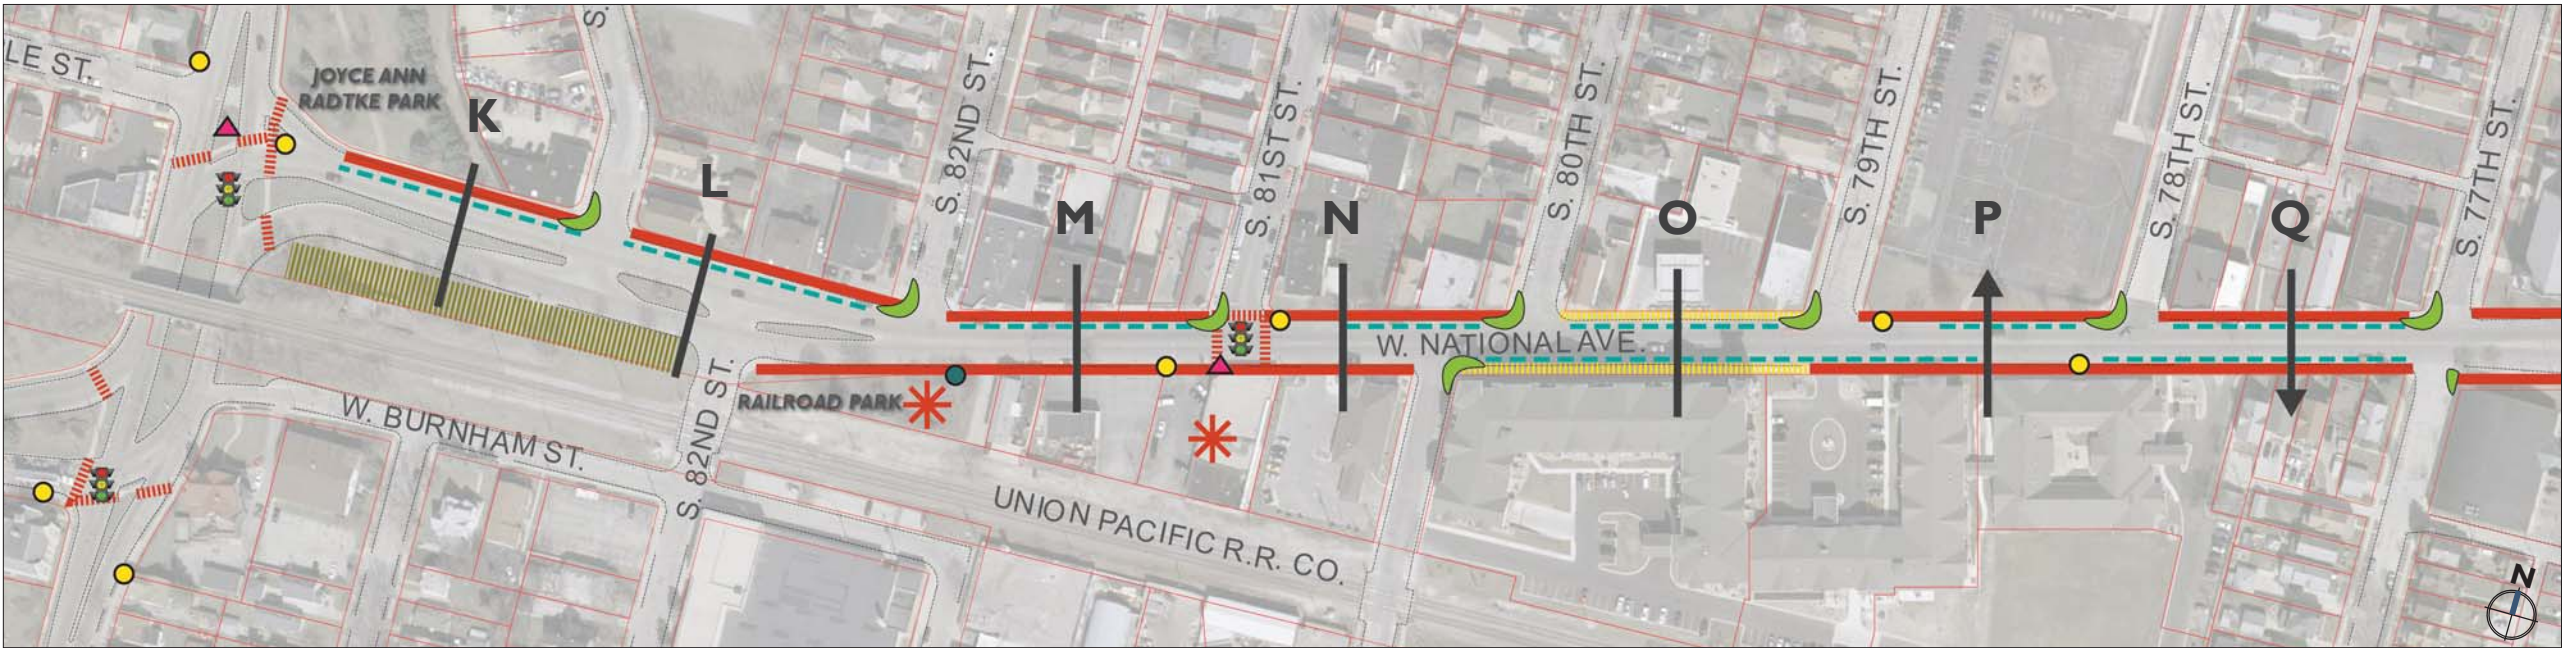 LE ST.
JOYCE ANN
RADTKE PARK
K
S.
L
S. 82ND ST.
M
S. 81ST ST.
N
S. 80TH ST.
O
S. 79TH ST.
P
S. 78TH ST.
Q
S. 77TH ST.
W. NATIONAL AVE.
RAILROAD PARK
W. BURNHAM ST.
S. 82ND ST.
UNION PACIFIC R.R. CO.
N